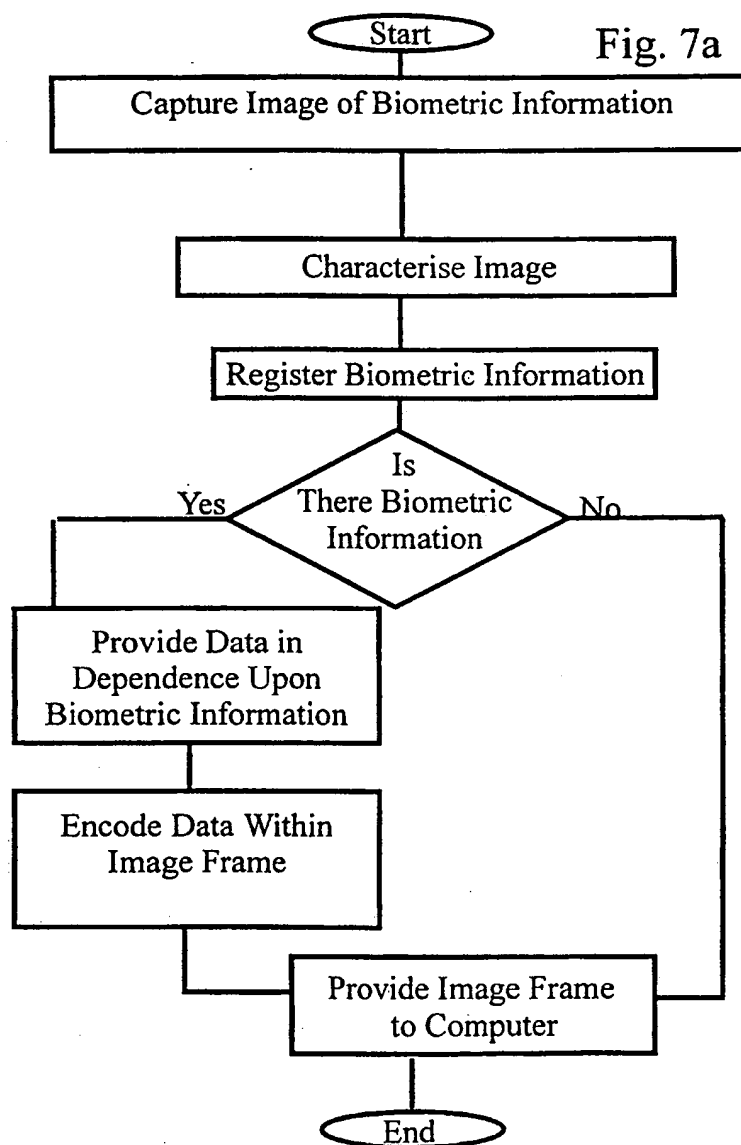 Start
Fig. 7a
Capture Image of Biometric Information
Characterise Image
Register Biometric Information
Is
There Biometric
Information
Yes
No
Provide Data in
Dependence Upon
Biometric Information
Encode Data Within
Image Frame
Provide Image Frame
to Computer
End